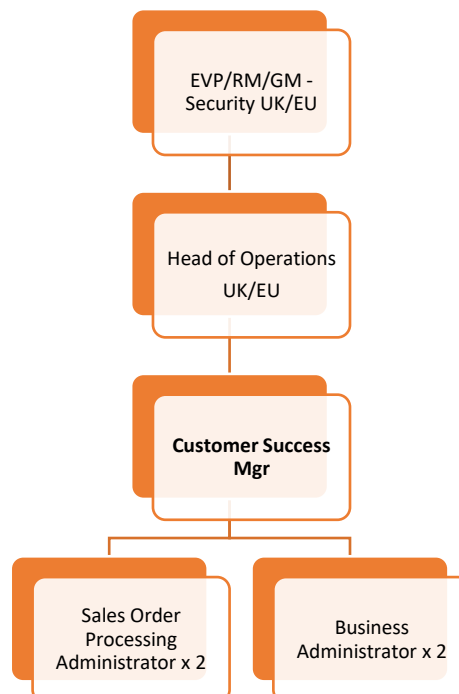 EVP/RM/GM -
Security UK/EU
Head of Operations
UK/EU
Customer Success
Mgr
Sales Order
Processing
Administrator x 2
Business
Administrator x 2